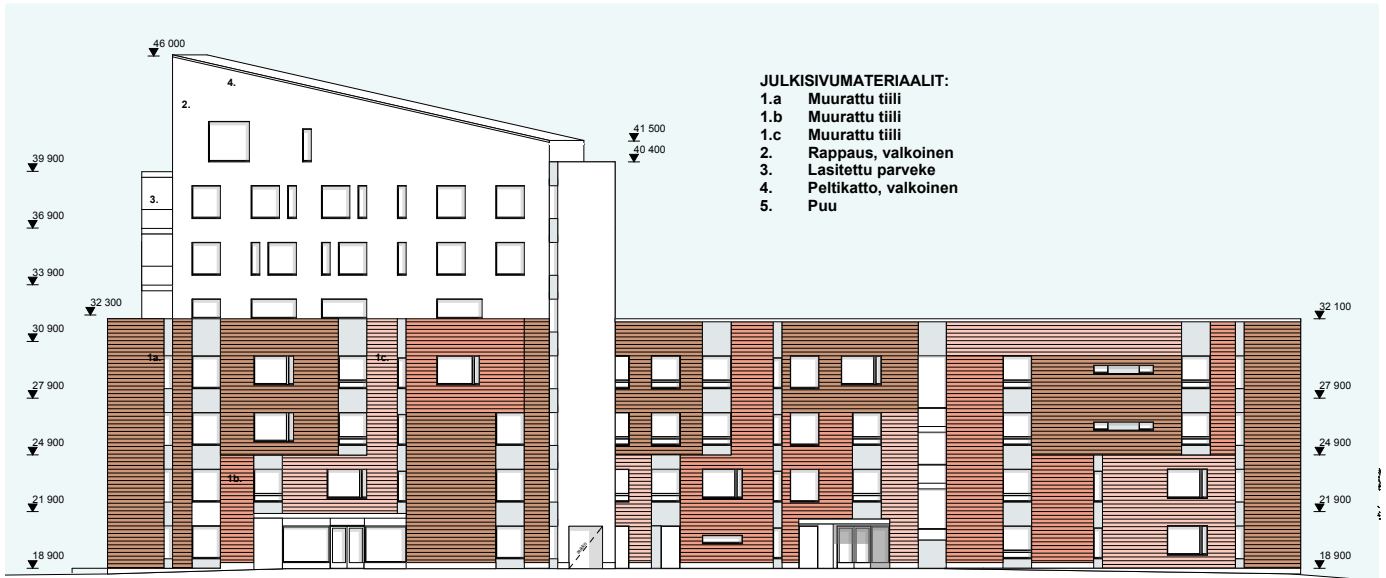 46 000
4.
2.
JULKISIVUMATERIAALIT:
1.a Muurattu tiili
1.b Muurattu tiili
1.c Muurattu tiili
2. Rappaus, valkoinen
3. Lasitettu parveke
4. Peltikatto, valkoinen
5. Puu
41 500
40 400
39 900
3.
36 900
33 900
32 300
32 100
30 900
1a.
1c.
27 900
27 900
24 900
24 900
1b.
21 900
21 900
18 900
18 900